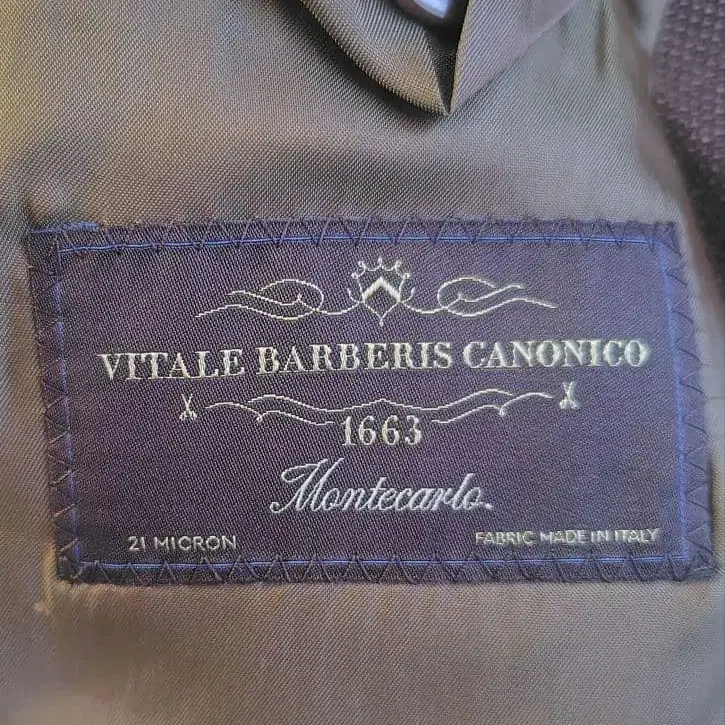 VITALE BARBERIS CANONICO
1663
Montecarlo.
21 MICRON
FABRIC MADE IN ITALY